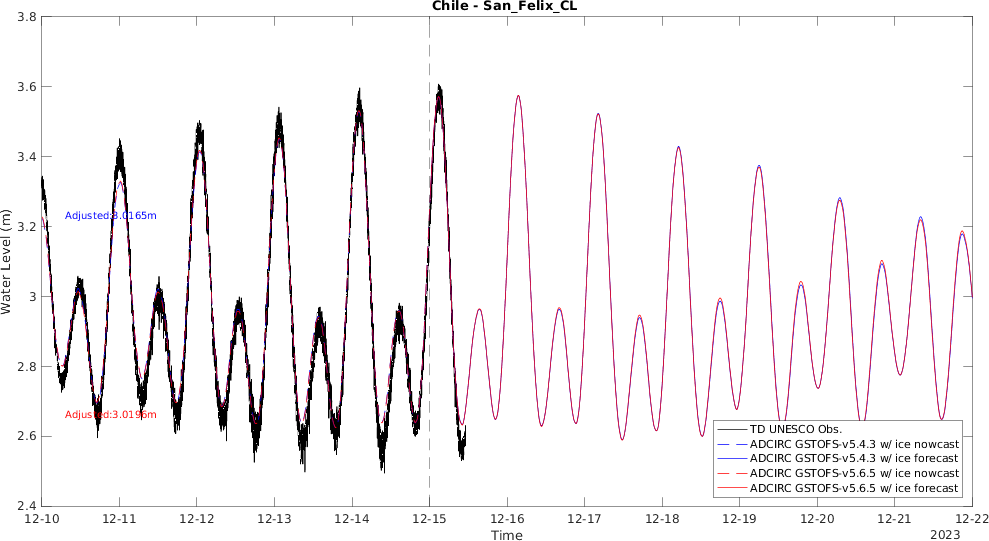 Chile - San_Felix_CL
3.8
3.6
3.4
3.2
3
2.8
2.6
2.4
Water Level (m)
Adjusted:3.0165m
Adjusted:3.0196m
TD UNESCO Obs.
ADCIRC GSTOFS-v5.4.3 w/ ice nowcast
ADCIRC GSTOFS-v5.4.3 w/ ice forecast
ADCIRC GSTOFS-v5.6.5 w/ ice nowcast
ADCIRC GSTOFS-v5.6.5 w/ ice forecast
12-10 12-11 12-12 12-13 12-14 12-15 12-16 12-17 12-18 12-19 12-20 12-21 12-22
Time
2023